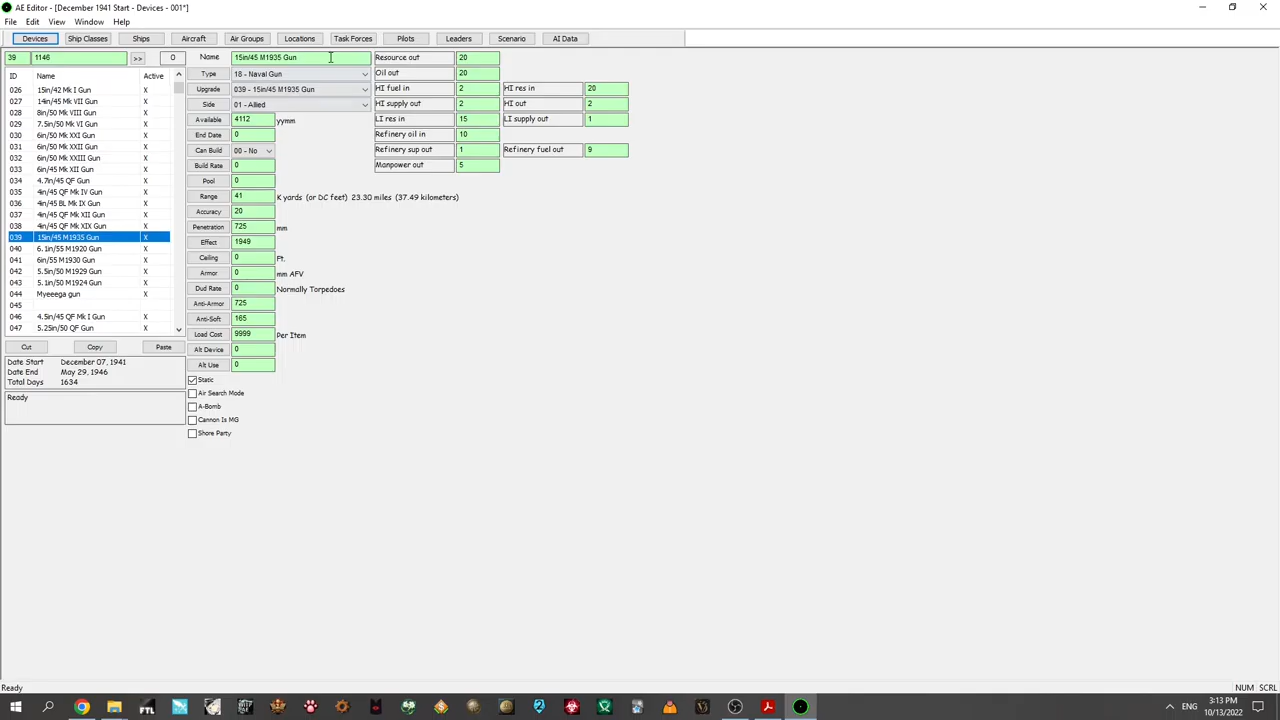 AE Editor - [December 1941 Start - Devices - 001*]
File Edit View Window Help
Devices Ship Classes Ships Aircraft Air Groups Locations Task Forces Pilots Leaders Scenario AI Data
39 1146 >> 0 Name 15in/45 M1935 Gun Resource out 20
ID Name Active Type 18 - Naval Gun Oil out 20
026 15in/42 Mk I Gun X Upgrade 039 - 15in/45 M1935 Gun HI fuel in 2 HI res in 20
027 14in/45 Mk VII Gun X Side 01 - Allied HI supply out 2 HI out 2
028 8in/50 Mk VIII Gun X Available 4112 yymm LI res in 15 LI supply out 1
029 7.5in/50 Mk VI Gun X End Date 0 Refinery oil in 10
030 6in/50 Mk XXI Gun X Can Build 00 - No Refinery sup out 1 Refinery fuel out 9
031 6in/50 Mk XXII Gun X Build Rate 0 Manpower out 5
032 6in/50 Mk XXIII Gun X Pool 0
033 6in/50 Mk XII Gun X Range 41 K yards (or DC feet) 23.30 miles (37.49 kilometers)
034 4.7in/45 QF Gun X Accuracy 20
035 4in/45 QF Mk IV Gun X Penetration 725 mm
036 4in/45 BL Mk IX Gun X Effect 1949
037 4in/45 QF Mk XII Gun X Ceiling 0 Ft.
038 4in/45 QF Mk XIX Gun X Armor 0 mm AFV
039 15in/45 M1935 Gun X Dud Rate 0 Normally Torpedoes
040 6.1in/55 M1920 Gun X Anti-Armor 725
041 6in/55 M1930 Gun X Anti-Soft 165
042 5.5in/50 M1929 Gun X Load Cost 9999 Per Item
043 5.1in/50 M1924 Gun X Alt Device 0
044 Myeeega gun X Alt Use 0
045
046 4.5in/45 QF Mk I Gun X
047 5.25in/50 QF Gun X
Cut Copy Paste
Date Start December 07, 1941
Date End May 29, 1946
Total Days 1634
Ready
Static
Air Search Mode
A-Bomb
Cannon Is MG
Shore Party
Ready NUM SCRL
FTL ENG 3:13 PM
10/13/2022